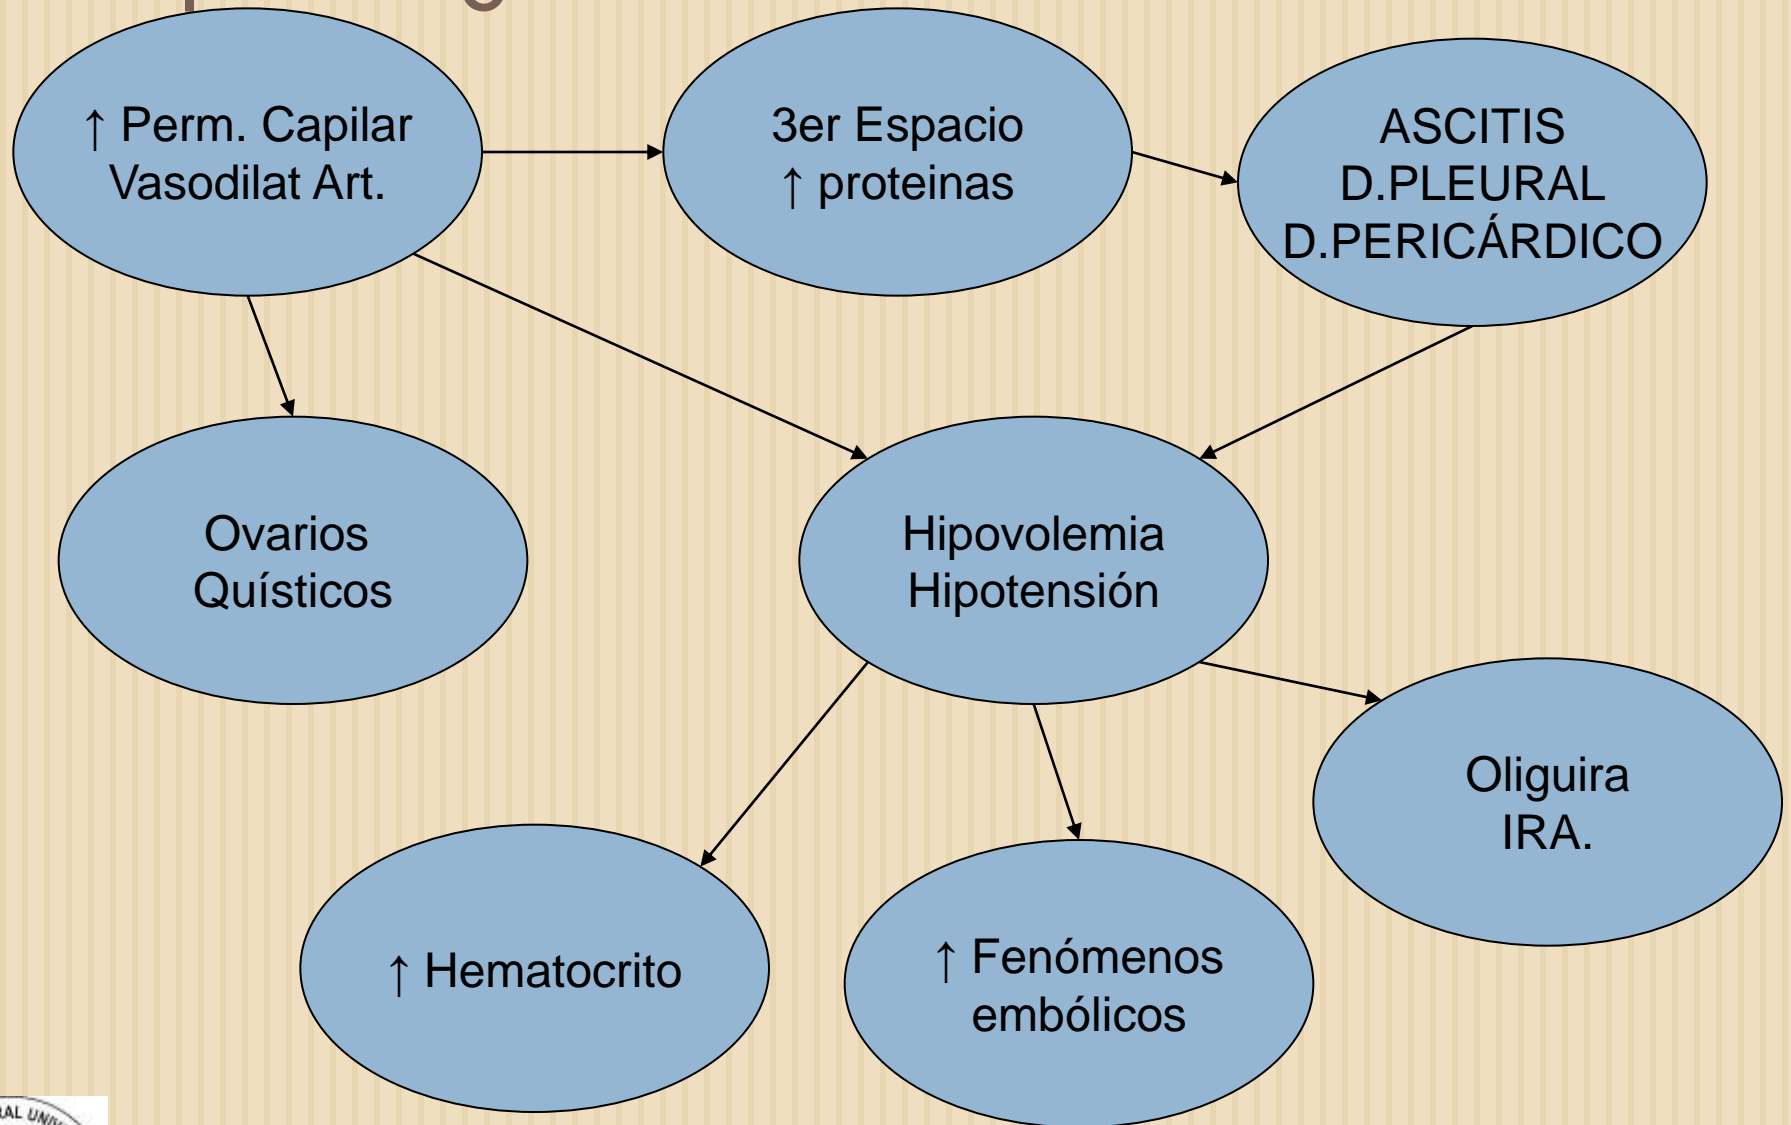 ↑ Perm. Capilar
Vasodilat Art.
3er Espacio
↑ proteinas
ASCITIS
D.PLEURAL
D.PERICÁRDICO
Ovarios
Quísticos
Hipovolemia
Hipotensión
Oliguira
IRA.
↑ Hematocrito
↑ Fenómenos
embólicos